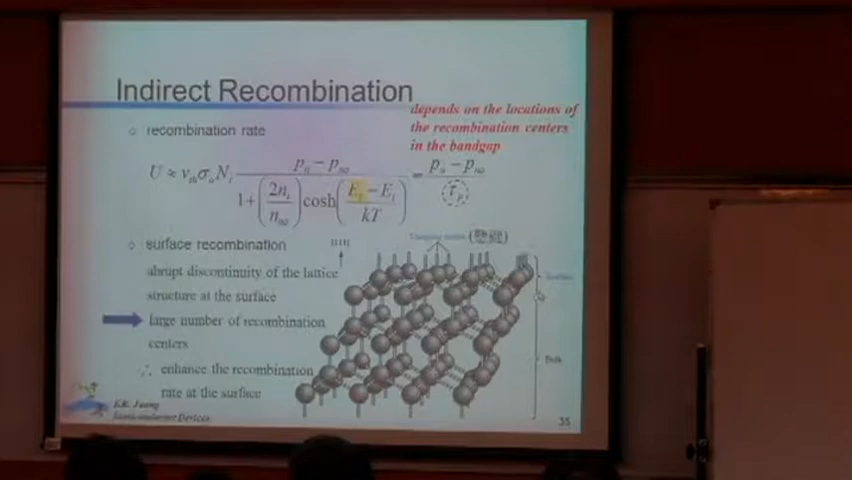 Indirect Recombination
depends on the locations of
the recombination centers
in the bandgap
◇ recombination rate
U ≈ v_th σ_o N_t (p_n − p_no) / (1 + (2n_i / n_no) cosh((E_t − E_i) / kT)) = (p_n − p_no) / τ_p
◇ surface recombination
abrupt discontinuity of the lattice
structure at the surface
large number of recombination
centers
∴ enhance the recombination
rate at the surface
Bulk
Semiconductor Devices
35